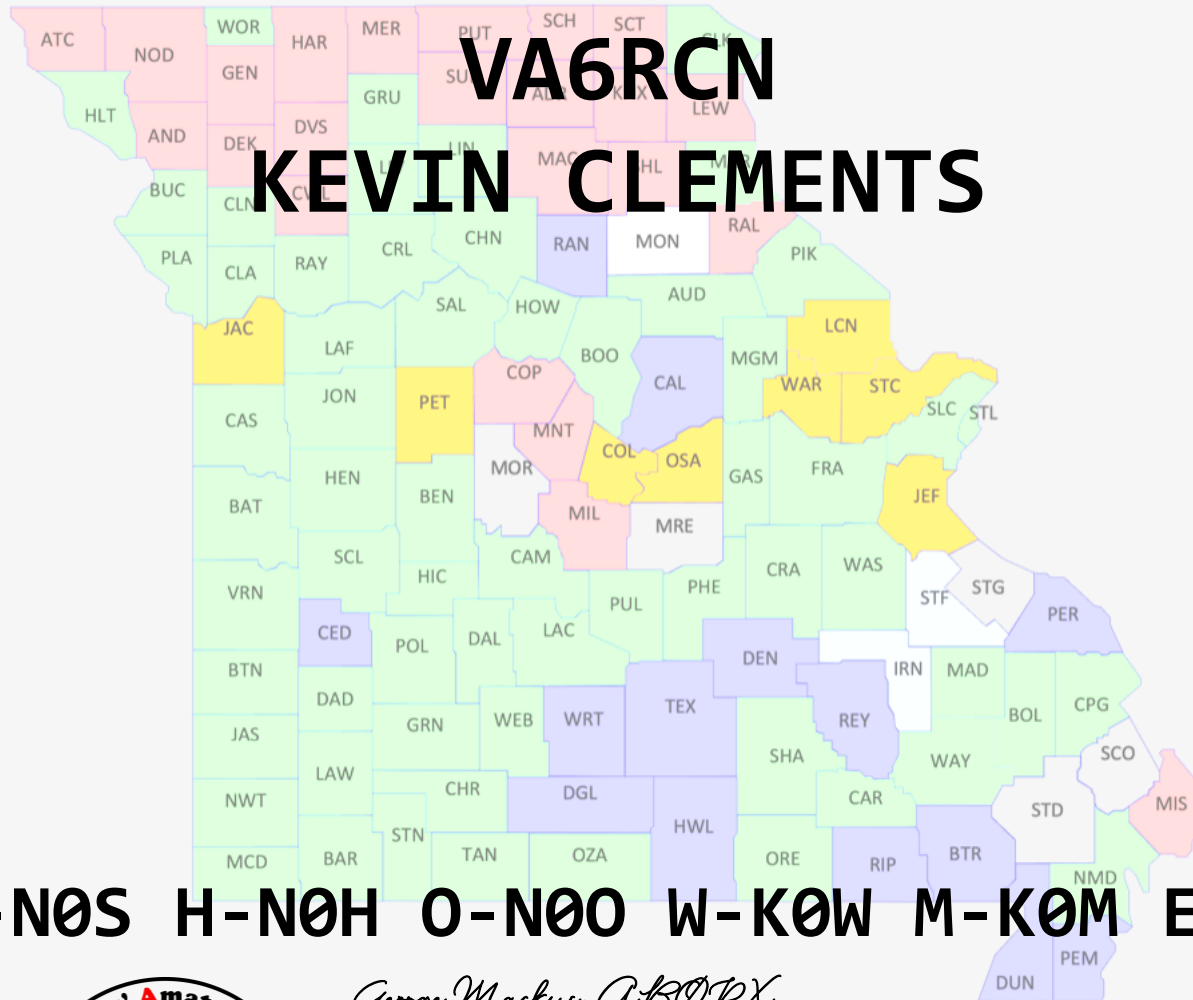 ATC NOD WOR HAR MER PUT SCH SCT CLK
GEN
HLT GRU LEW
AND DVS
VA6RCN
DEK LIN MAC
KEVIN CLEMENTS
BUC CLN
PLA CLA RAY CRL CHN RAN MON RAL PIK
SAL HOW AUD
JAC LAF BOO MGM LCN
JON PET COP CAL WAR STC
CAS MNT SLC STL
BAT HEN BEN MOR COL OSA GAS FRA JEF
MIL MRE
SCL CAM
VRN HIC PUL PHE CRA WAS STF STG PER
CED POL DAL LAC DEN
BTN DAD IRN MAD
JAS GRN WEB WRT TEX REY BOL CPG
LAW SHA WAY SCO
NWT CHR DGL CAR STD MIS
STN HWL
MCD BAR TAN OZA ORE RIP BTR NMD
-N0S H-N0H O-N0O W-K0W M-K0M E
PEM
DUN